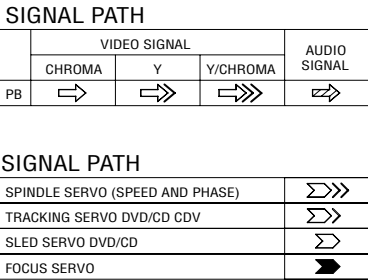 SIGNAL PATH
VIDEO SIGNAL
AUDIO SIGNAL
CHROMA Y Y/CHROMA
PB
SIGNAL PATH
SPINDLE SERVO (SPEED AND PHASE)
TRACKING SERVO DVD/CD CDV
SLED SERVO DVD/CD
FOCUS SERVO